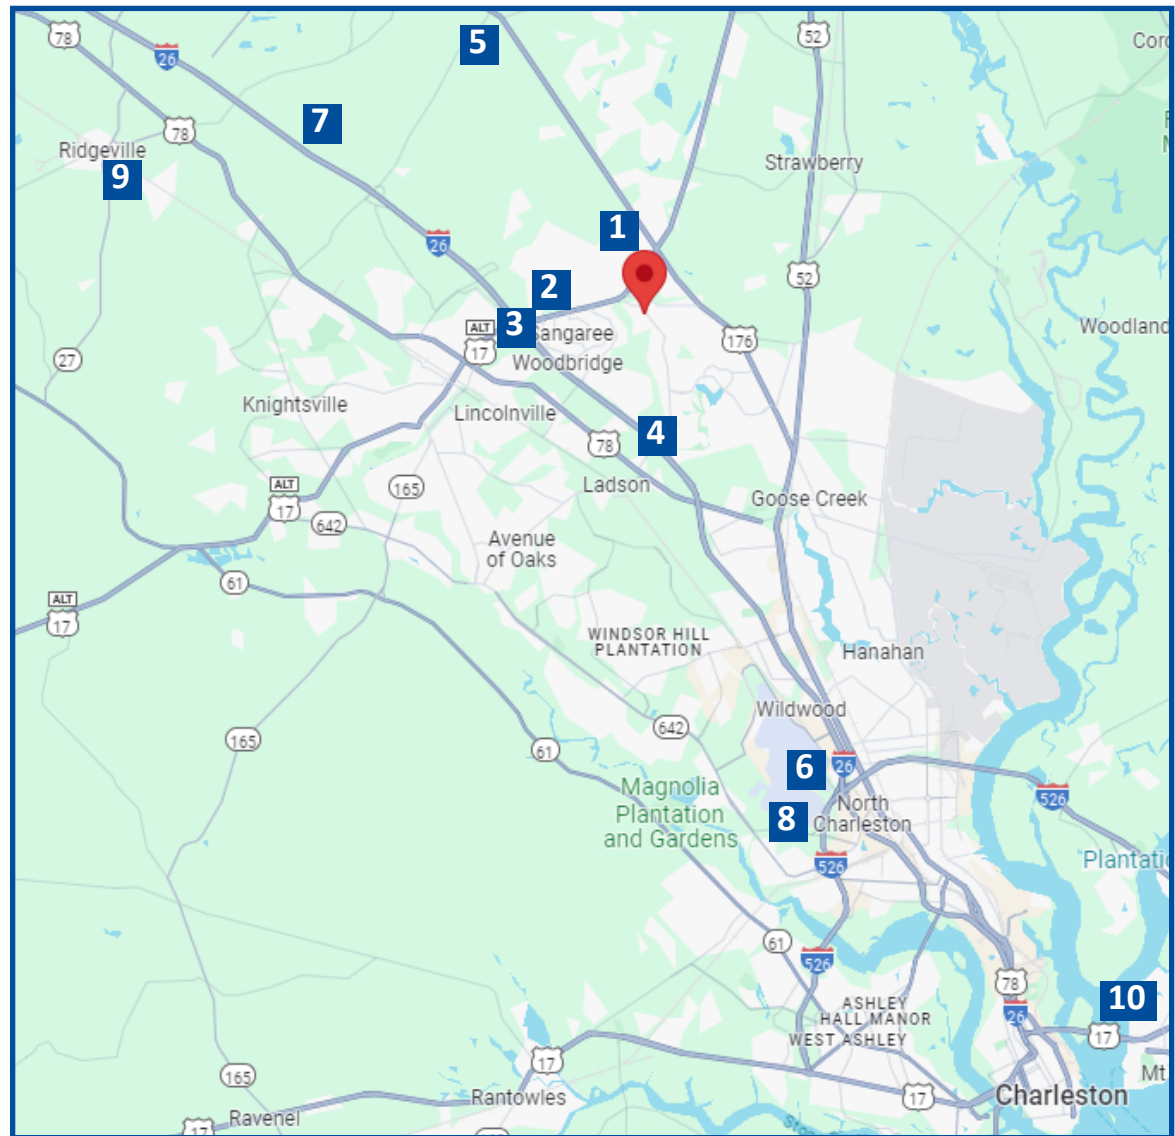 78
26
5
52
Corc
7
78
Ridgeville
9
Strawberry
1
26
52
2
3
ALT
17
Sangaree
Woodbridge
176
Woodland
27
Knightsville
Lincolnville
4
78
Ladson
ALT
17
165
642
Goose Creek
Avenue
of Oaks
61
ALT
17
WINDSOR HILL
PLANTATION
Hanahan
165
642
Wildwood
61
6
26
Magnolia
Plantation
and Gardens
8
North
Charleston
526
526
Plantatio
61
526
78
26
10
17
ASHLEY
HALL MANOR
WEST ASHLEY
17
Mt
165
Rantowles
17
Charleston
Ravenel
17